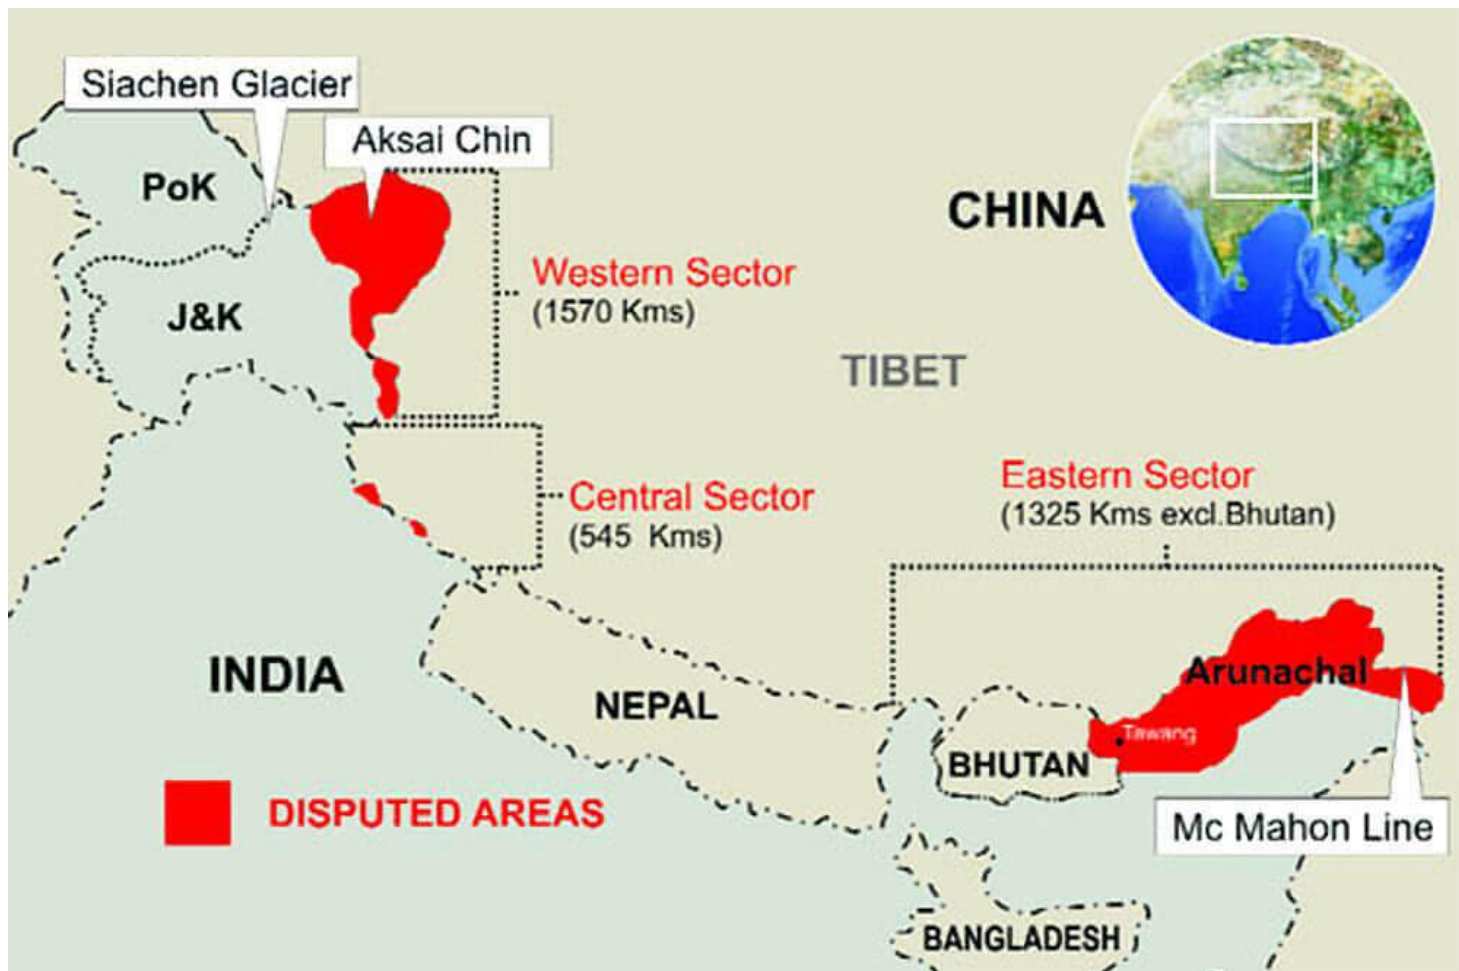 Siachen Glacier
Aksai Chin
PoK
CHINA
Western Sector
(1570 Kms)
J&K
TIBET
Eastern Sector
(1325 Kms excl.Bhutan)
Central Sector
(545 Kms)
INDIA
NEPAL
Arunachal
Tawang
BHUTAN
DISPUTED AREAS
Mc Mahon Line
BANGLADESH